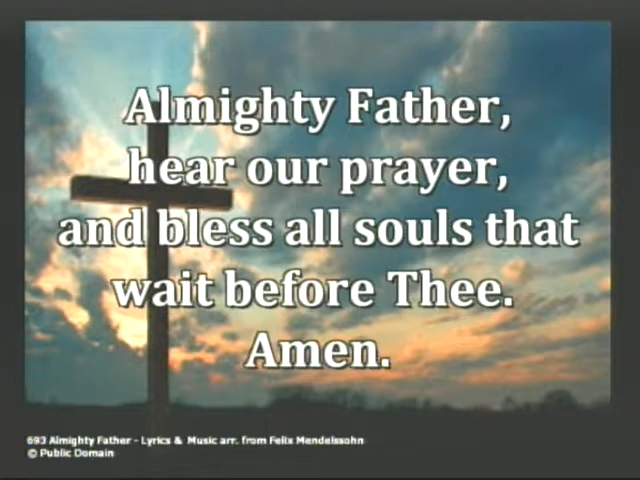 Almighty Father,
hear our prayer,
and bless all souls that
wait before Thee.
Amen.
693 Almighty Father - Lyrics & Music arr. from Felix Mendelssohn
© Public Domain